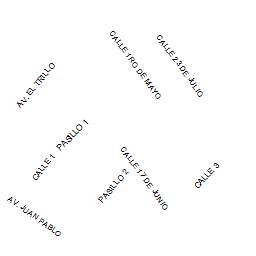 CALLE 1RO DE MAYO
CALLE 23 DE JULIO
AV. EL TIRILLO
PASILLO 1
CALLE 1
CALLE 17 DE JUNIO
PASILLO 2
CALLE 3
AV. JUAN PABLO